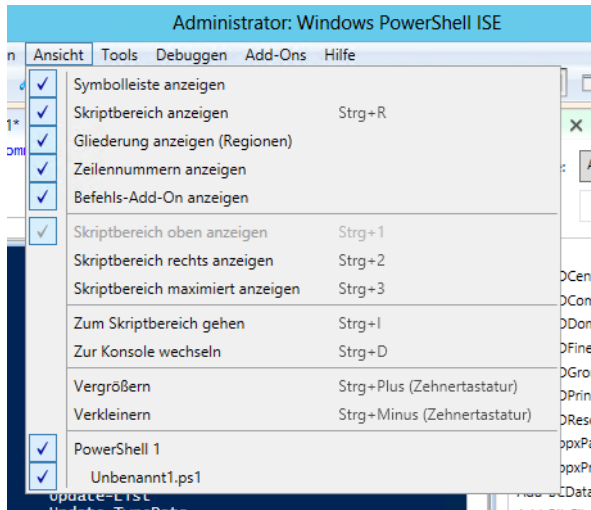 Administrator: Windows PowerShell ISE
Ansicht Tools Debuggen Add-Ons Hilfe
Symbolleiste anzeigen
Skriptbereich anzeigen Strg+R
Gliederung anzeigen (Regionen)
Zeilennummern anzeigen
Befehls-Add-On anzeigen
Skriptbereich oben anzeigen Strg+1
Skriptbereich rechts anzeigen Strg+2
Skriptbereich maximiert anzeigen Strg+3
Zum Skriptbereich gehen Strg+I
Zur Konsole wechseln Strg+D
Vergrößern Strg+Plus (Zehnertastatur)
Verkleinern Strg+Minus (Zehnertastatur)
PowerShell 1
Unbenannt1.ps1
Update-List